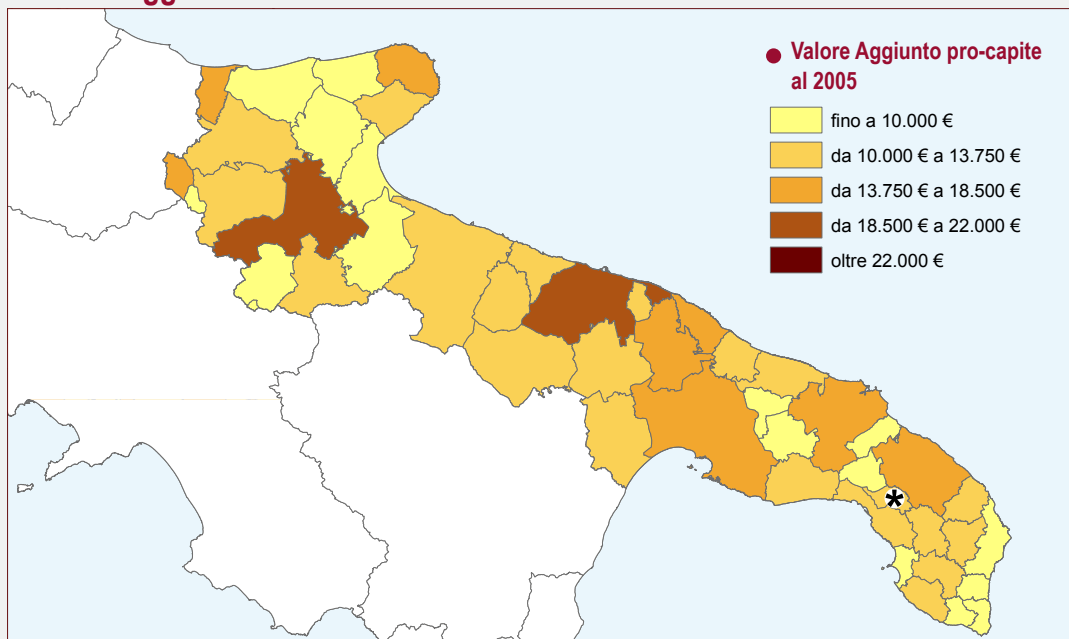 Valore Aggiunto pro-capite
al 2005
fino a 10.000 €
da 10.000 € a 13.750 €
da 13.750 € a 18.500 €
da 18.500 € a 22.000 €
oltre 22.000 €
*